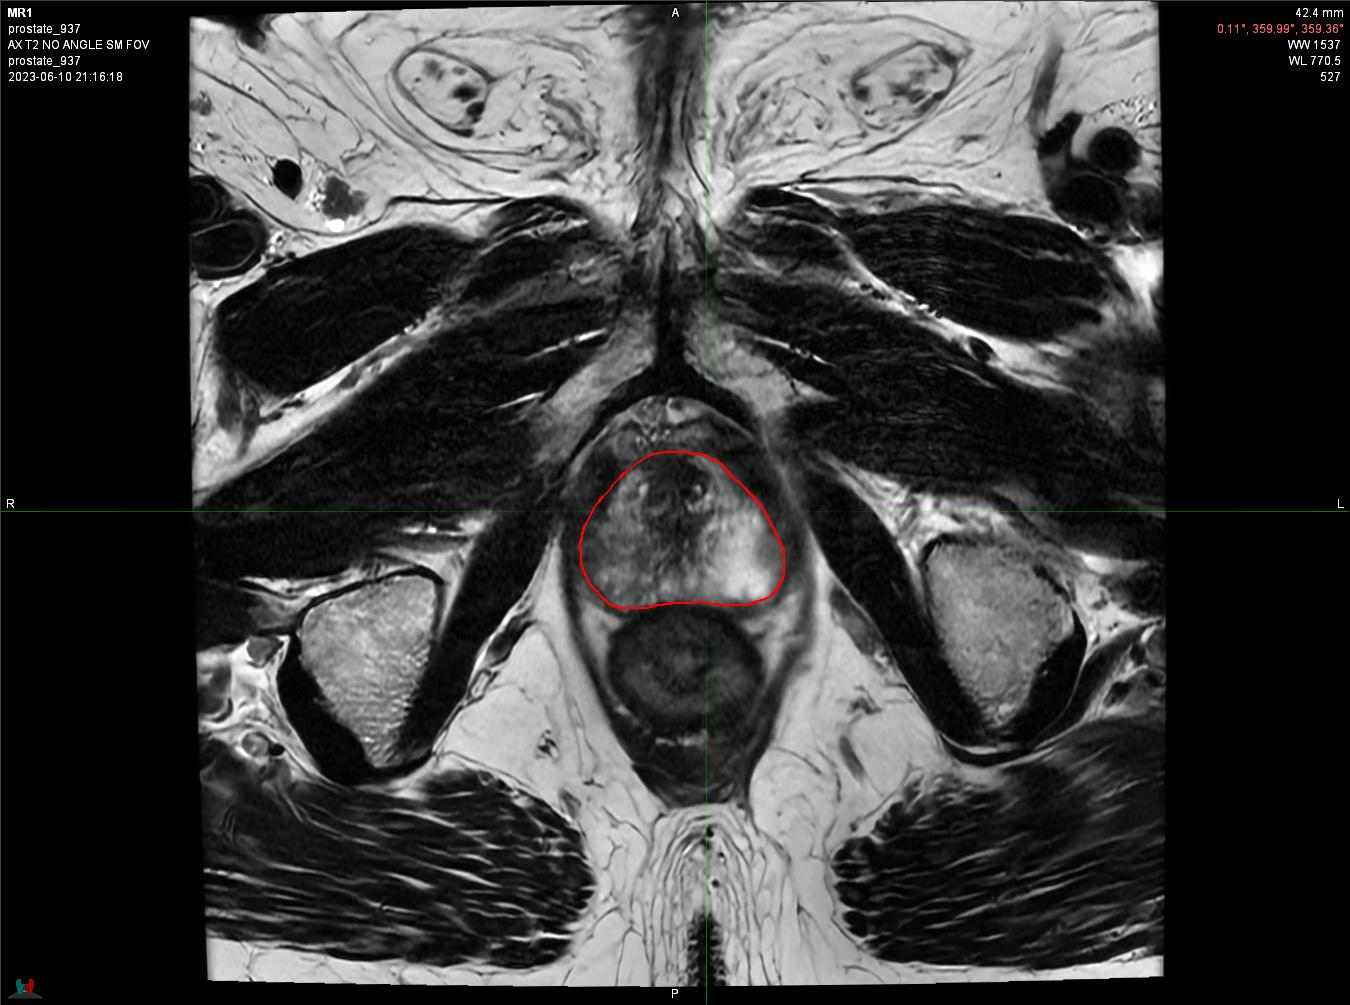 MR1
prostate_937
AX T2 NO ANGLE SM FOV
prostate_937
2023-06-10 21:16:18
A
42.4 mm
0.11°, 359.99°, 359.36°
WW 1537
WL 770.5
527
R
L
P